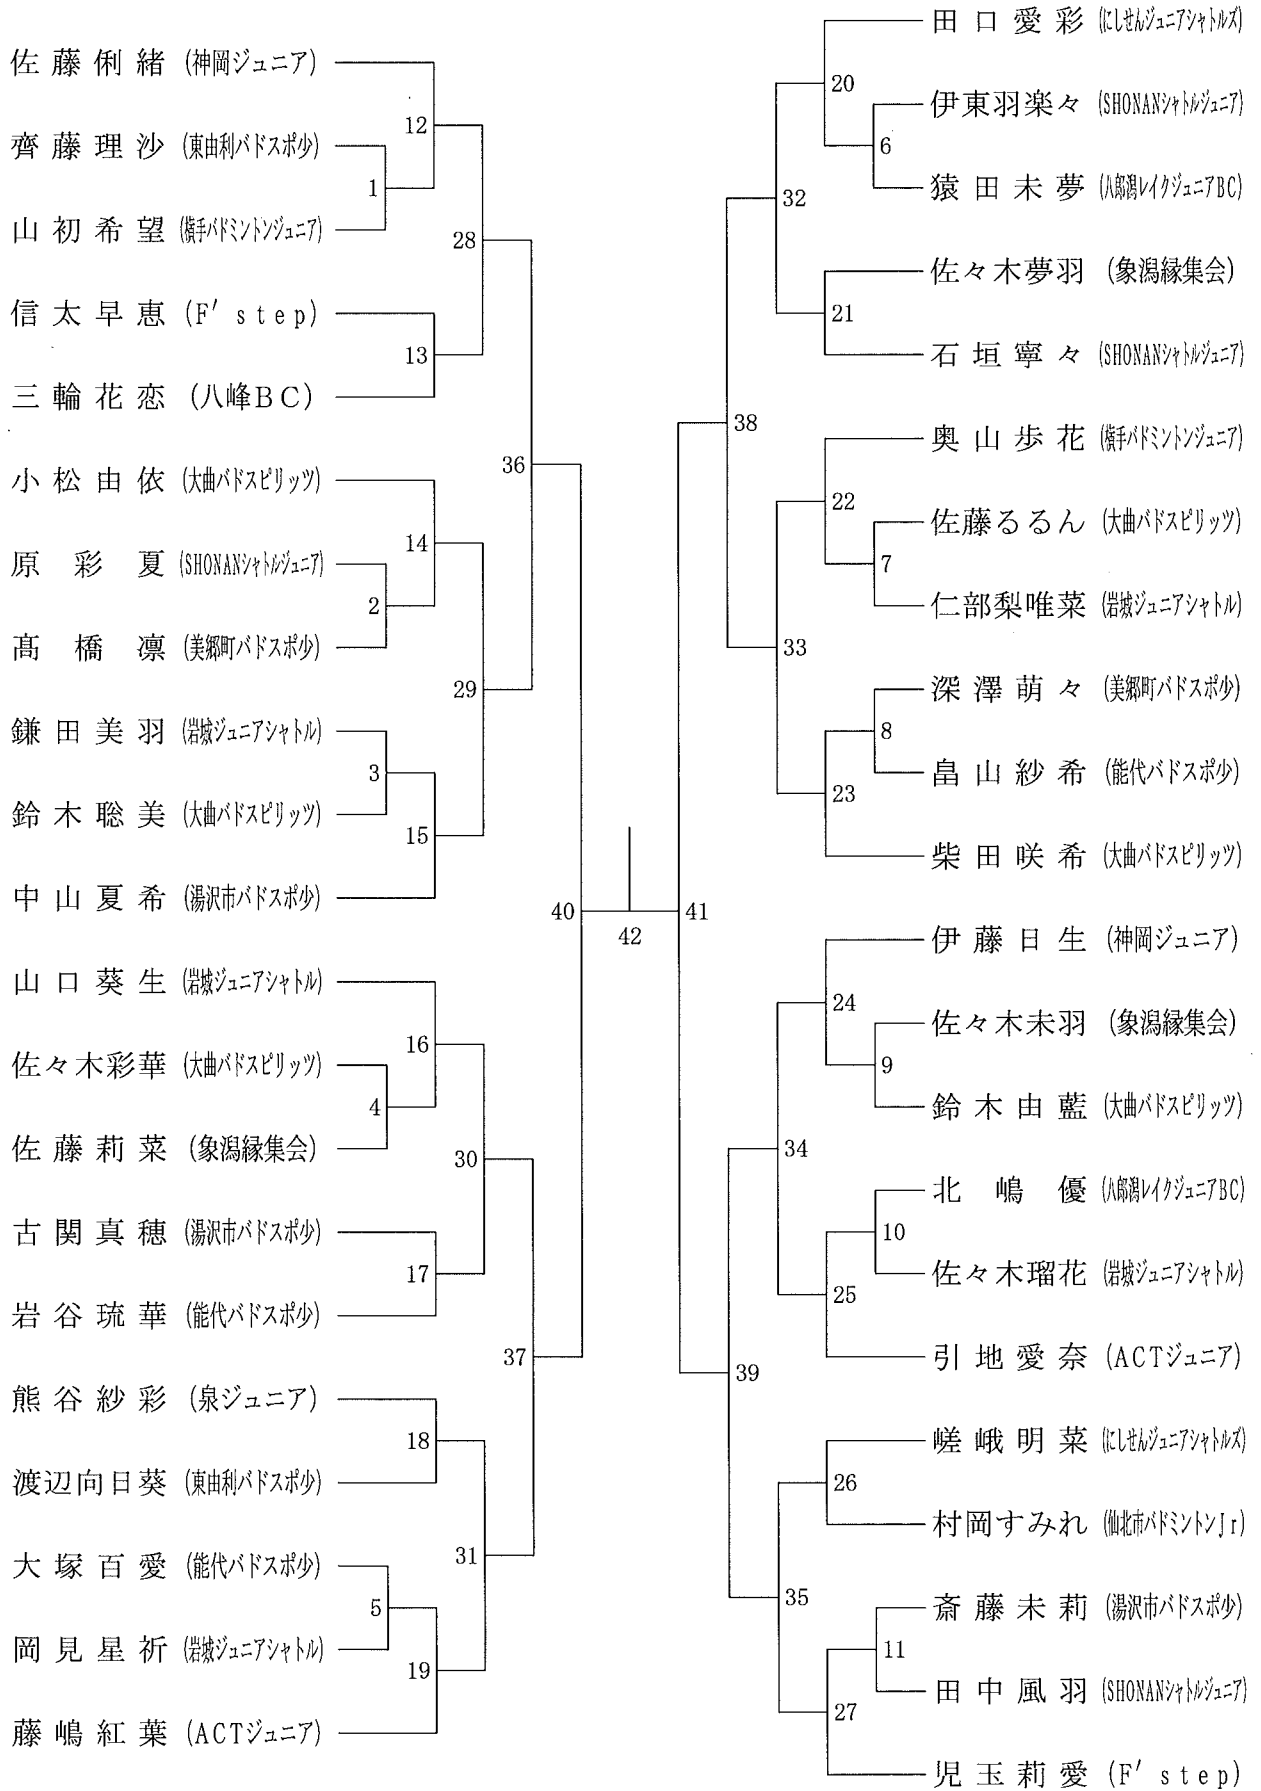 佐藤俐緒 (神岡ジュニア)
12
齊藤理沙 (東由利バドスポ少)
1
山初希望 (横手バドミントンジュニア)
28
信太早恵 (F' step)
13
三輪花恋 (八峰BC)
36
小松由依 (大曲バドスピリッツ)
14
原彩夏 (SHONANシャトルジュニア)
2
髙橋凛 (美郷町バドスポ少)
29
鎌田美羽 (岩城ジュニアシャトル)
3
鈴木聡美 (大曲バドスピリッツ)
15
中山夏希 (湯沢市バドスポ少)
40
山口葵生 (岩城ジュニアシャトル)
16
佐々木彩華 (大曲バドスピリッツ)
4
佐藤莉菜 (象潟縁集会)
30
古関真穂 (湯沢市バドスポ少)
17
岩谷琉華 (能代バドスポ少)
37
熊谷紗彩 (泉ジュニア)
18
渡辺向日葵 (東由利バドスポ少)
31
大塚百愛 (能代バドスポ少)
5
岡見星祈 (岩城ジュニアシャトル)
19
藤嶋紅葉 (ACTジュニア)
42
田口愛彩 (にしせんジュニアシャトルズ)
20
伊東羽楽々 (SHONANシャトルジュニア)
6
猿田未夢 (八郎潟レイクジュニアBC)
32
佐々木夢羽 (象潟縁集会)
21
石垣寧々 (SHONANシャトルジュニア)
38
奥山歩花 (横手バドミントンジュニア)
22
佐藤るるん (大曲バドスピリッツ)
7
仁部梨唯菜 (岩城ジュニアシャトル)
33
深澤萌々 (美郷町バドスポ少)
8
畠山紗希 (能代バドスポ少)
23
柴田咲希 (大曲バドスピリッツ)
41
伊藤日生 (神岡ジュニア)
24
佐々木未羽 (象潟縁集会)
9
鈴木由藍 (大曲バドスピリッツ)
34
北嶋優 (八郎潟レイクジュニアBC)
10
佐々木瑠花 (岩城ジュニアシャトル)
25
引地愛奈 (ACTジュニア)
39
嵯峨明菜 (にしせんジュニアシャトルズ)
26
村岡すみれ (仙北市バドミントンJr)
35
斎藤未莉 (湯沢市バドスポ少)
11
田中風羽 (SHONANシャトルジュニア)
27
児玉莉愛 (F' step)